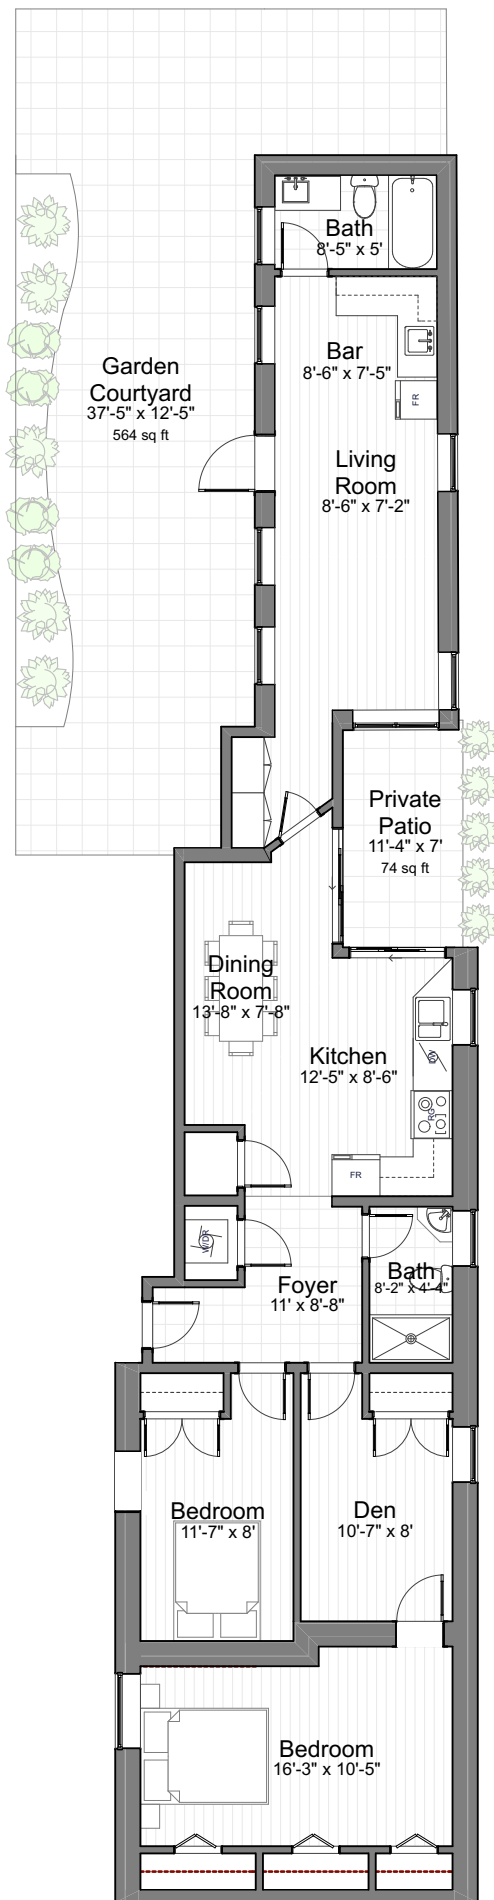 Bath
8'-5" x 5'
Bar
8'-6" x 7'-5"
FR
Garden
Courtyard
37'-5" x 12'-5"
564 sq ft
Living
Room
8'-6" x 7'-2"
Private
Patio
11'-4" x 7'
74 sq ft
Dining
Room
13'-8" x 7'-8"
Kitchen
12'-5" x 8'-6"
DW
RG
FR
W/DR
Bath
8'-2" x 4'-4"
Foyer
11' x 8'-8"
Bedroom
11'-7" x 8'
Den
10'-7" x 8'
Bedroom
16'-3" x 10'-5"